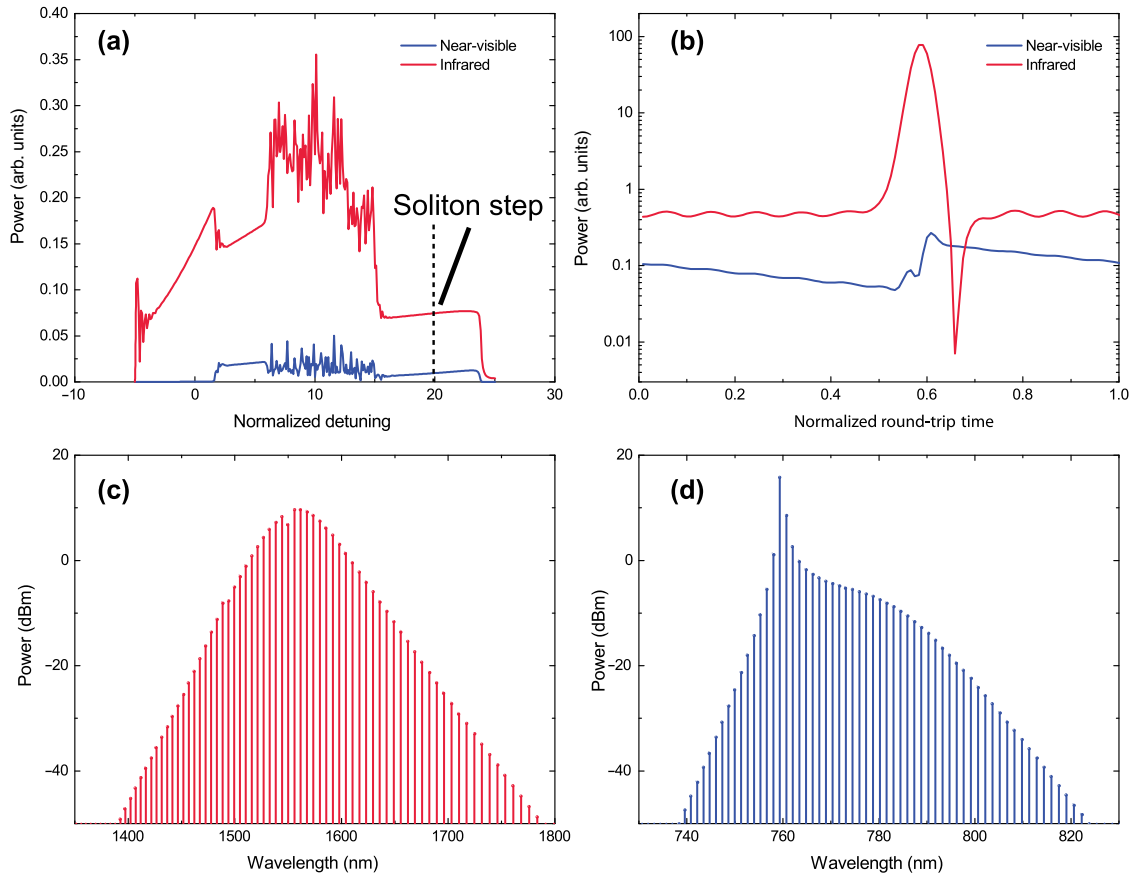 (a)
Near-visible
Infrared
Soliton step
Power (arb. units)
0.40
0.35
0.30
0.25
0.20
0.15
0.10
0.05
0.00
−10 0 10 20 30
Normalized detuning
(b)
Near-visible
Infrared
Power (arb. units)
100
10
1
0.1
0.01
0.0 0.2 0.4 0.6 0.8 1.0
Normalized round-trip time
(c)
Power (dBm)
20
0
−20
−40
1400 1500 1600 1700 1800
Wavelength (nm)
(d)
Power (dBm)
20
0
−20
−40
740 760 780 800 820
Wavelength (nm)